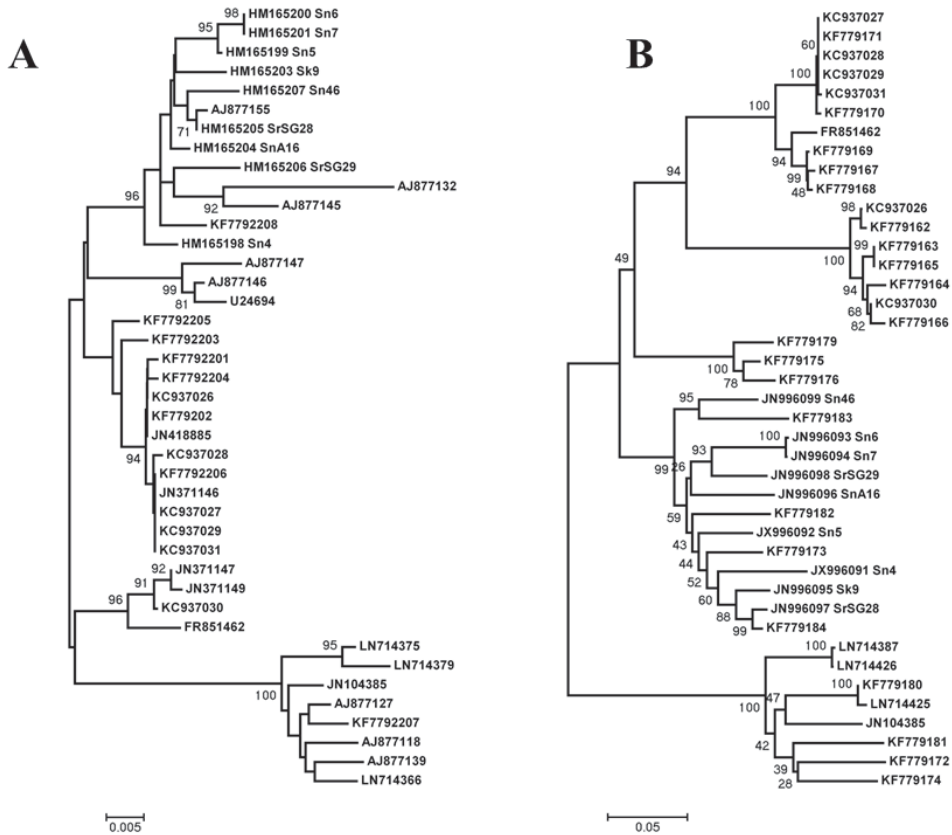 A
98
HM165200 Sn6
95
HM165201 Sn7
HM165199 Sn5
HM165203 Sk9
HM165207 Sn46
AJ877155
71
HM165205 SrSG28
HM165204 SnA16
HM165206 SrSG29
96
AJ877132
92
AJ877145
KF7792208
HM165198 Sn4
AJ877147
99
AJ877146
81
U24694
KF7792205
KF7792203
KF7792201
KF7792204
KC937026
KF779202
JN418885
94
KC937028
KF7792206
JN371146
KC937027
KC937029
KC937031
92
JN371147
91
JN371149
96
KC937030
FR851462
95
LN714375
LN714379
100
JN104385
AJ877127
KF7792207
AJ877118
AJ877139
LN714366
0.005
B
KC937027
KF779171
60
KC937028
100
KC937029
KC937031
100
KF779170
FR851462
94
KF779169
99
KF779167
48
KF779168
94
98
KC937026
KF779162
99
KF779163
100
KF779165
94
KF779164
68
KC937030
82
KF779166
49
KF779179
100
KF779175
78
KF779176
95
JN996099 Sn46
KF779183
99
100
JN996093 Sn6
93
JN996094 Sn7
26
JN996098 SrSG29
JN996096 SnA16
59
KF779182
43
JX996092 Sn5
44
KF779173
52
JX996091 Sn4
60
JN996095 Sk9
88
JN996097 SrSG28
99
KF779184
100
LN714387
LN714426
100
100
KF779180
47
LN714425
JN104385
42
KF779181
39
KF779172
28
KF779174
0.05